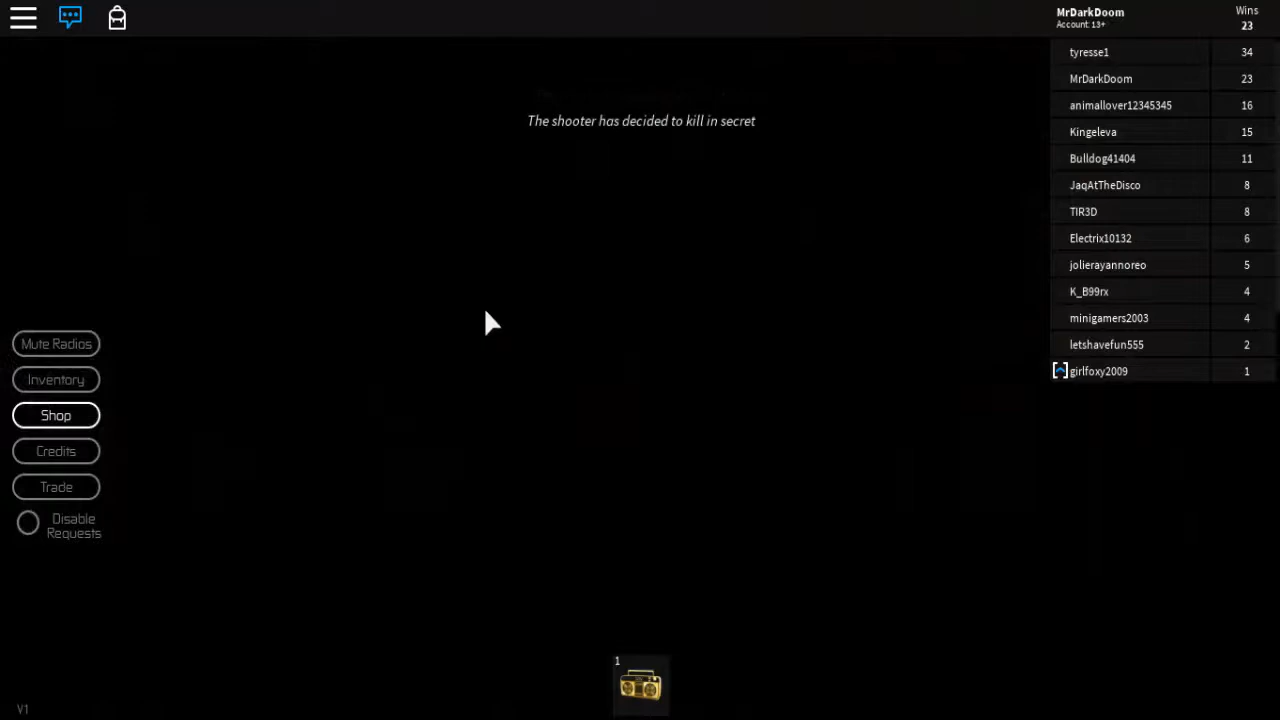 MrDarkDoom
Account: 13+
Wins
23
tyresse1 34
MrDarkDoom 23
animallover12345345 16
Kingeleva 15
Bulldog41404 11
JaqAtTheDisco 8
TIR3D 8
Electrix10132 6
jolierayannoreo 5
K_B99rx 4
minigamers2003 4
letshavefun555 2
girlfoxy2009 1
The shooter has decided to kill in secret
Mute Radios
Inventory
Shop
Credits
Trade
Disable
Requests
1
V1